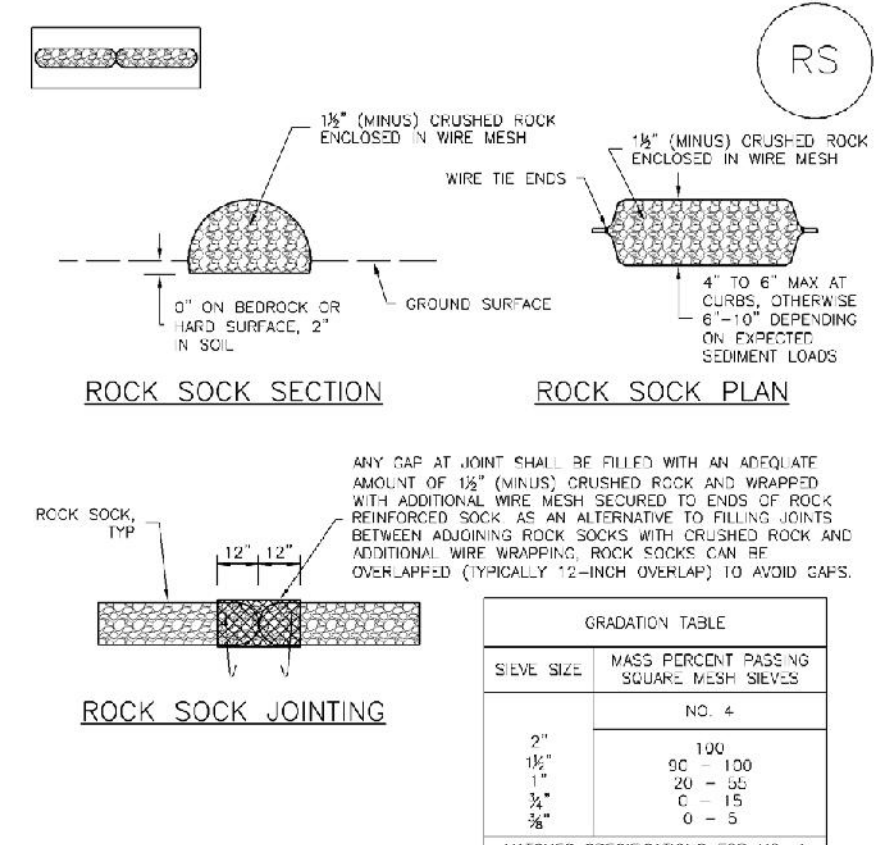 RS
1½" (MINUS) CRUSHED ROCK
ENCLOSED IN WIRE MESH
0" ON BEDROCK OR
HARD SURFACE, 2"
IN SOIL
GROUND SURFACE
ROCK SOCK SECTION
1½" (MINUS) CRUSHED ROCK
ENCLOSED IN WIRE MESH
WIRE TIE ENDS
4" TO 6" MAX AT
CURBS, OTHERWISE
6"-10" DEPENDING
ON EXPECTED
SEDIMENT LOADS
ROCK SOCK PLAN
ANY GAP AT JOINT SHALL BE FILLED WITH AN ADEQUATE
AMOUNT OF 1½" (MINUS) CRUSHED ROCK AND WRAPPED
WITH ADDITIONAL WIRE MESH SECURED TO ENDS OF ROCK
REINFORCED SOCK. AS AN ALTERNATIVE TO FILLING JOINTS
BETWEEN ADJOINING ROCK SOCKS WITH CRUSHED ROCK AND
ADDITIONAL WIRE WRAPPING, ROCK SOCKS CAN BE
OVERLAPPED (TYPICALLY 12-INCH OVERLAP) TO AVOID GAPS.
ROCK SOCK,
TYP
12" 12"
ROCK SOCK JOINTING
GRADATION TABLE
SIEVE SIZE
MASS PERCENT PASSING
SQUARE MESH SIEVES
NO. 4
2" 100
1½" 90 - 100
1" 20 - 55
¾" 0 - 15
⅜" 0 - 5